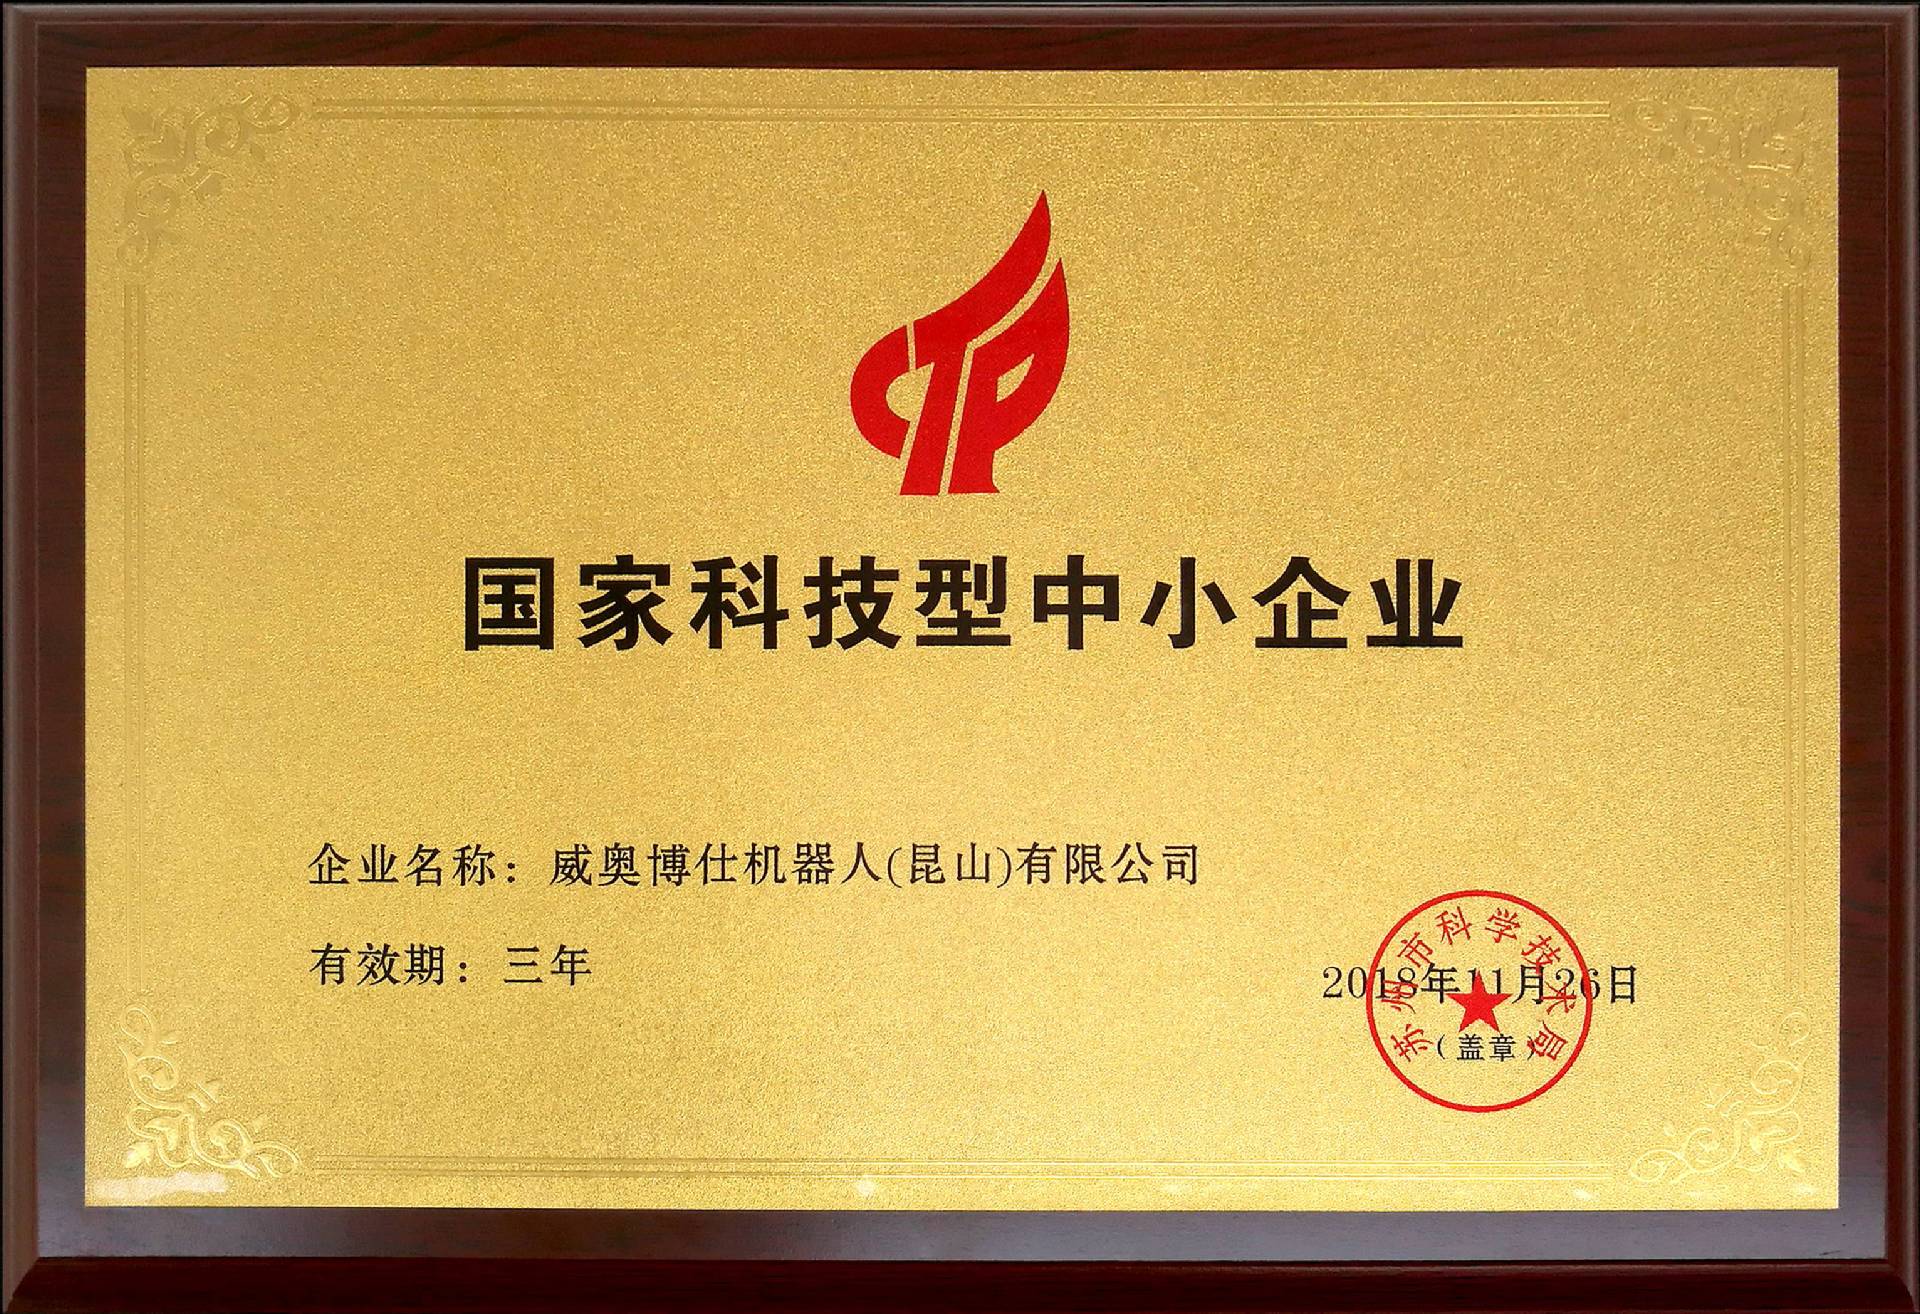 CTP
国家科技型中小企业
企业名称：威奥博仕机器人(昆山)有限公司
有效期：三年
苏州市科学技术局
2018年11月26日
（盖章）